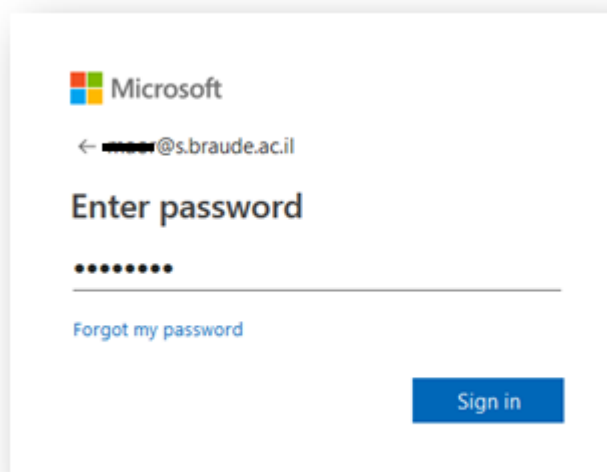 Microsoft
← @s.braude.ac.il
Enter password
••••••••
Forgot my password
Sign in